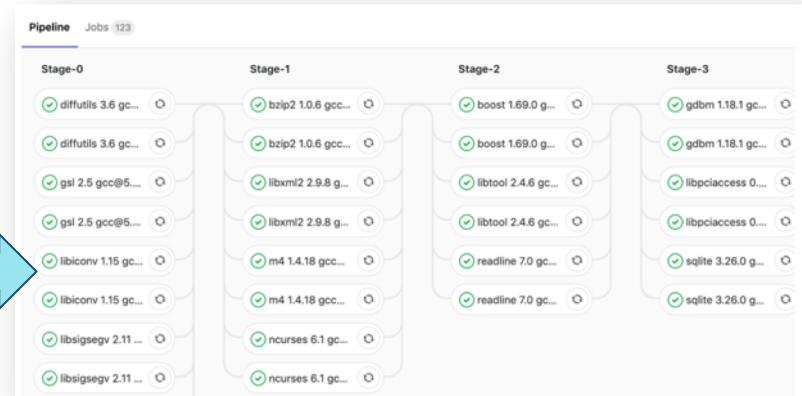 Pipeline Jobs 123
Stage-0 Stage-1 Stage-2 Stage-3
diffutils 3.6 gc... bzip2 1.0.6 gcc... boost 1.69.0 g... gdbm 1.18.1 gc...
diffutils 3.6 gc... bzip2 1.0.6 gcc... boost 1.69.0 g... gdbm 1.18.1 gc...
gsl 2.5 gcc@5.... libxml2 2.9.8 g... libtool 2.4.6 gc... libpciaccess 0....
gsl 2.5 gcc@5.... libxml2 2.9.8 g... libtool 2.4.6 gc... libpciaccess 0....
libiconv 1.15 gc... m4 1.4.18 gcc... readline 7.0 gc... sqlite 3.26.0 g...
libiconv 1.15 gc... m4 1.4.18 gcc... readline 7.0 gc... sqlite 3.26.0 g...
libsigsegv 2.11 ... ncurses 6.1 gc...
libsigsegv 2.11 ... ncurses 6.1 gc...